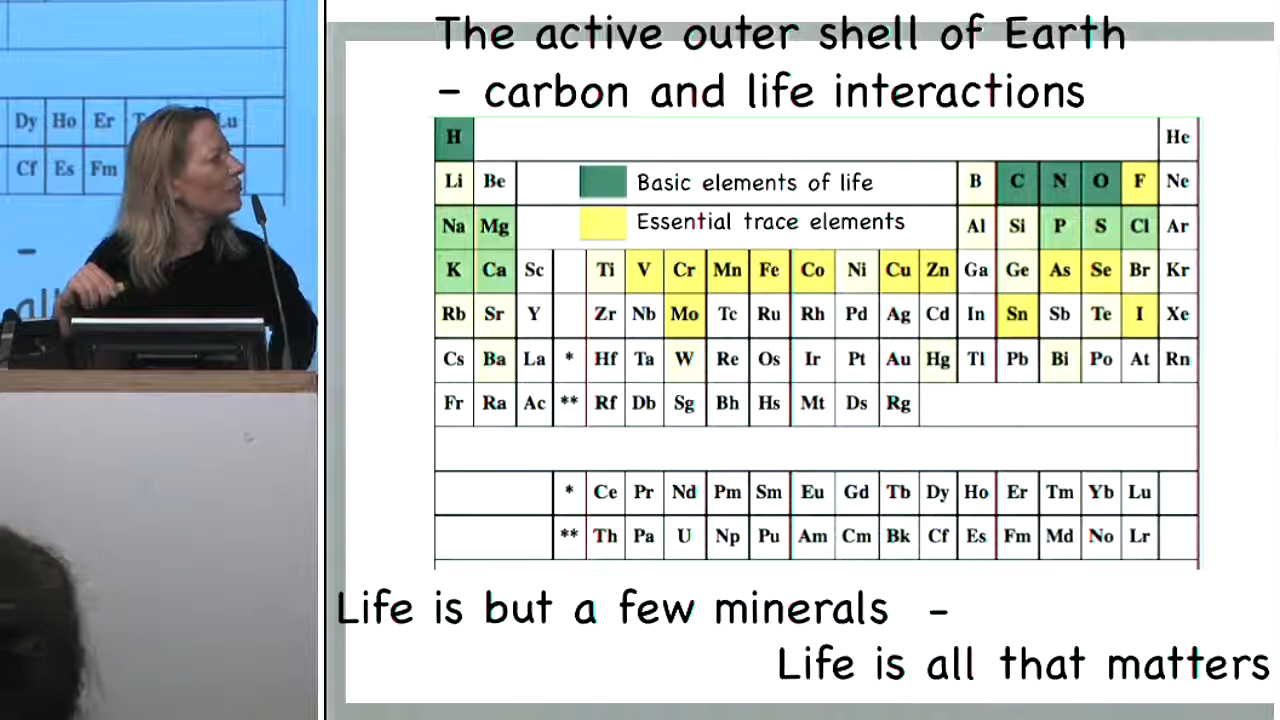 The active outer shell of Earth
- carbon and life interactions
H He
Li Be Basic elements of life B C N O F Ne
Na Mg Essential trace elements Al Si P S Cl Ar
K Ca Sc Ti V Cr Mn Fe Co Ni Cu Zn Ga Ge As Se Br Kr
Rb Sr Y Zr Nb Mo Tc Ru Rh Pd Ag Cd In Sn Sb Te I Xe
Cs Ba La * Hf Ta W Re Os Ir Pt Au Hg Tl Pb Bi Po At Rn
Fr Ra Ac ** Rf Db Sg Bh Hs Mt Ds Rg
* Ce Pr Nd Pm Sm Eu Gd Tb Dy Ho Er Tm Yb Lu
** Th Pa U Np Pu Am Cm Bk Cf Es Fm Md No Lr
Life is but a few minerals -
Life is all that matters
Dy Ho Er Lu
Cf Es Fm
-
all